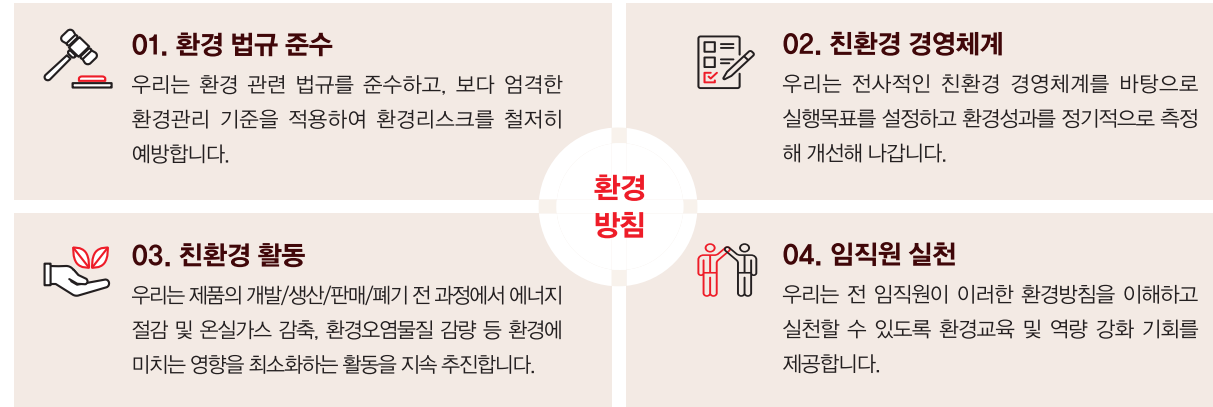 01. 환경 법규 준수
우리는 환경 관련 법규를 준수하고, 보다 엄격한
환경관리 기준을 적용하여 환경리스크를 철저히
예방합니다.
02. 친환경 경영체계
우리는 전사적인 친환경 경영체계를 바탕으로
실행목표를 설정하고 환경성과를 정기적으로 측정
해 개선해 나갑니다.
환경
방침
03. 친환경 활동
우리는 제품의 개발/생산/판매/폐기 전 과정에서 에너지
절감 및 온실가스 감축, 환경오염물질 감량 등 환경에
미치는 영향을 최소화하는 활동을 지속 추진합니다.
04. 임직원 실천
우리는 전 임직원이 이러한 환경방침을 이해하고
실천할 수 있도록 환경교육 및 역량 강화 기회를
제공합니다.